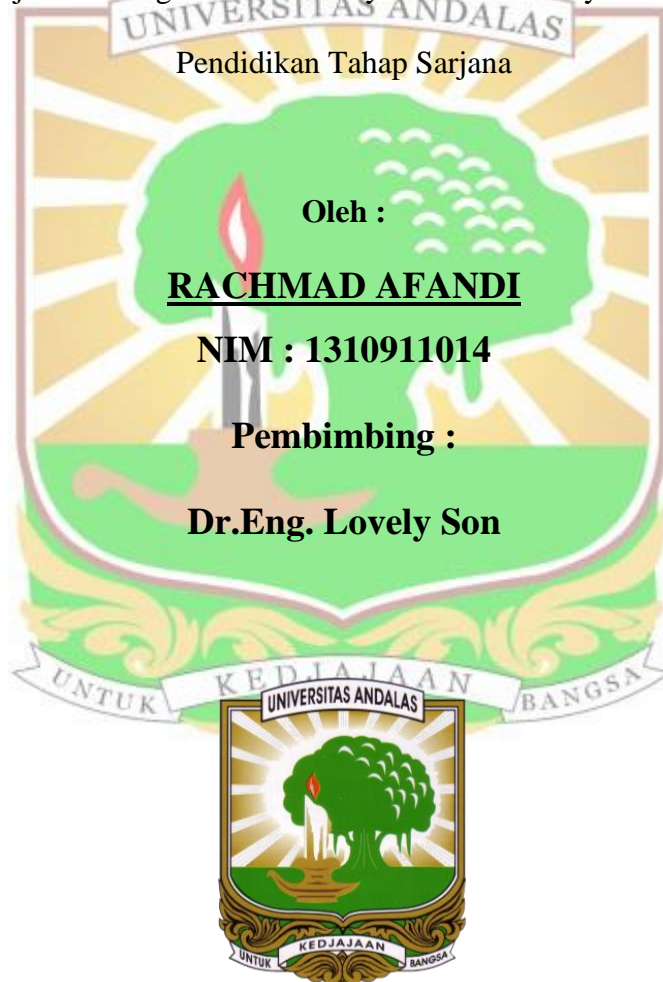 UNIVERSITAS ANDALAS
Pendidikan Tahap Sarjana
Oleh :
RACHMAD AFANDI
NIM : 1310911014
Pembimbing :
Dr.Eng. Lovely Son
UNTUK KEDJAJAAN BANGSA
UNIVERSITAS ANDALAS
UNTUK KEDJAJAAN BANGSA